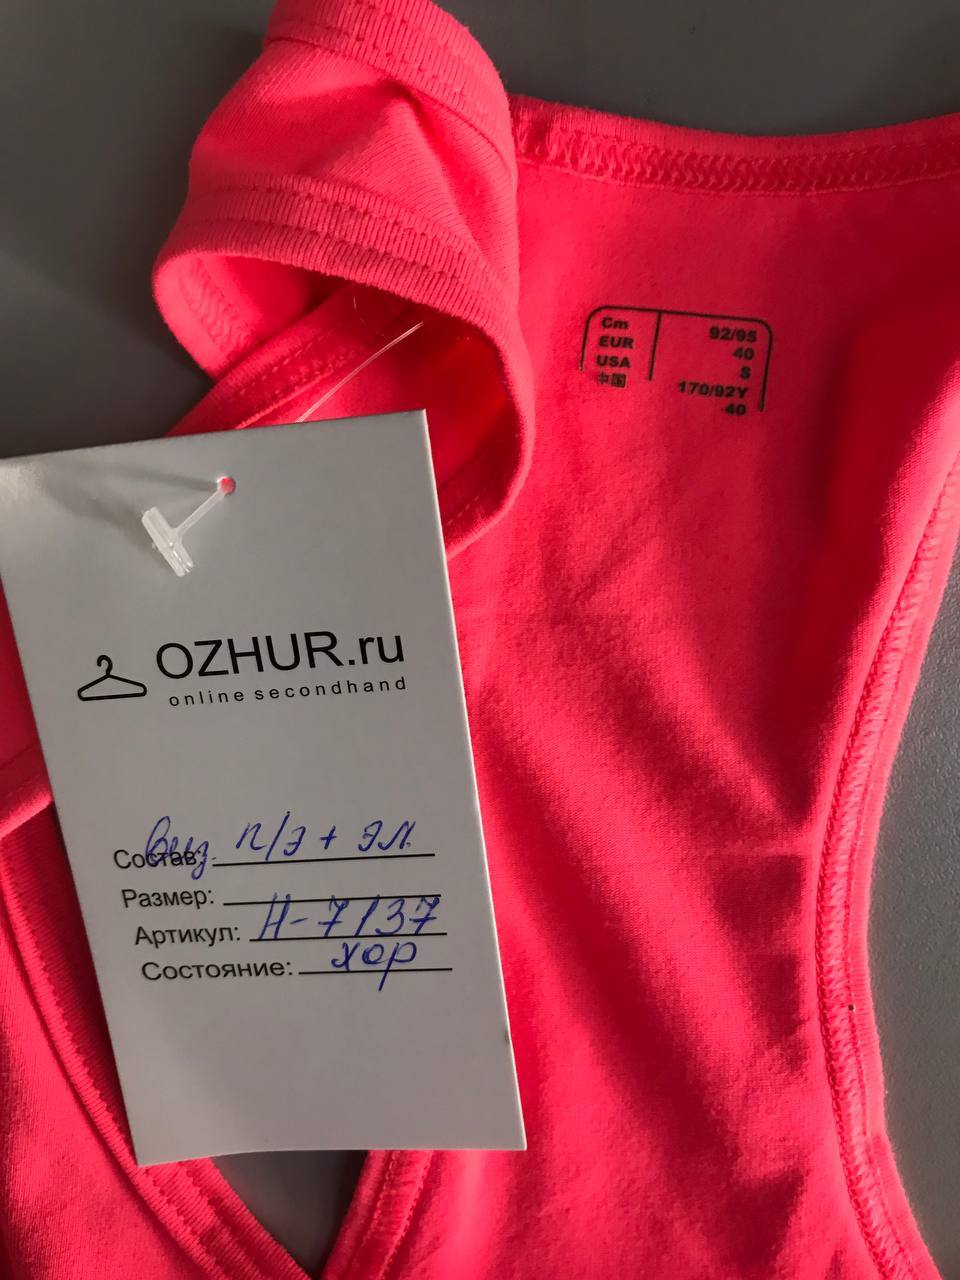 Cm 92/95
EUR 40
USA S
中国 170/92Y
40
OZHUR.ru
online secondhand
Состав: виз п/э + эл.
Размер:
Артикул: Н-7137
Состояние: хор